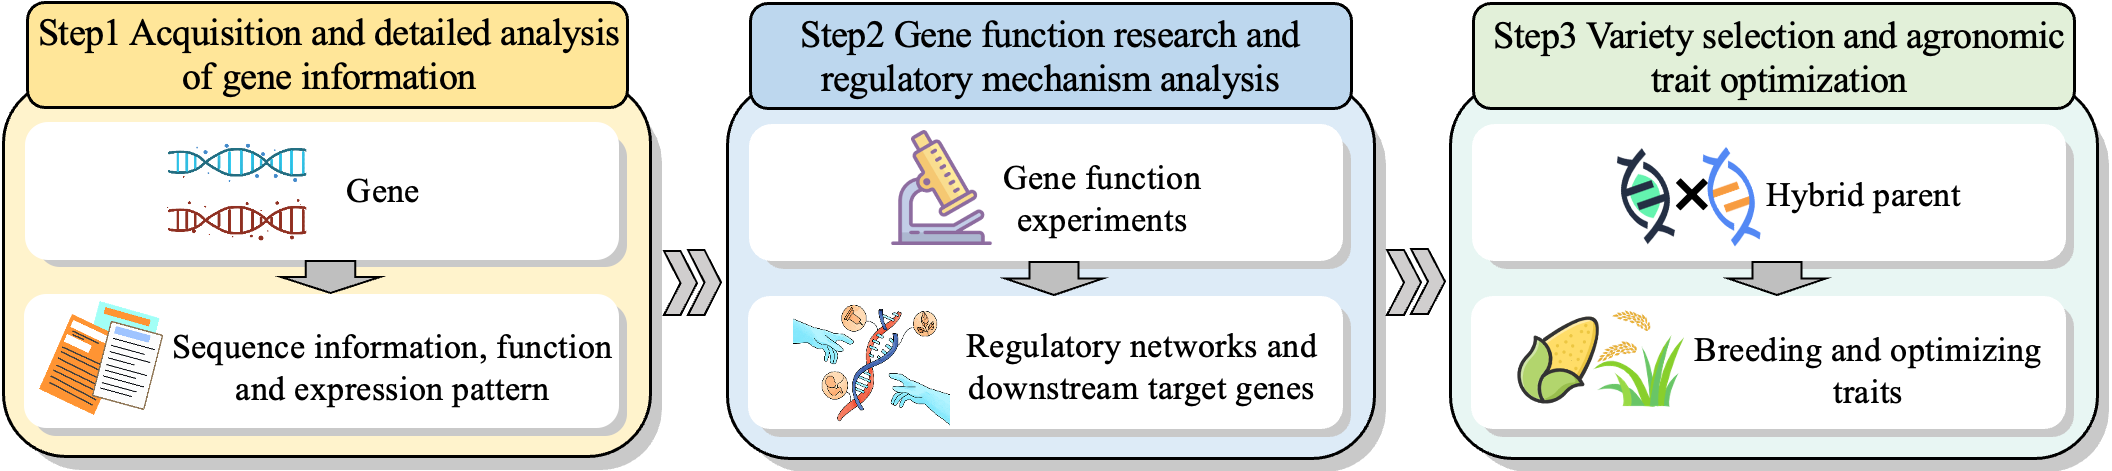 Step1 Acquisition and detailed analysis
of gene information
Gene
Sequence information, function
and expression pattern
Step2 Gene function research and
regulatory mechanism analysis
Gene function
experiments
Regulatory networks and
downstream target genes
Step3 Variety selection and agronomic
trait optimization
Hybrid parent
Breeding and optimizing
traits